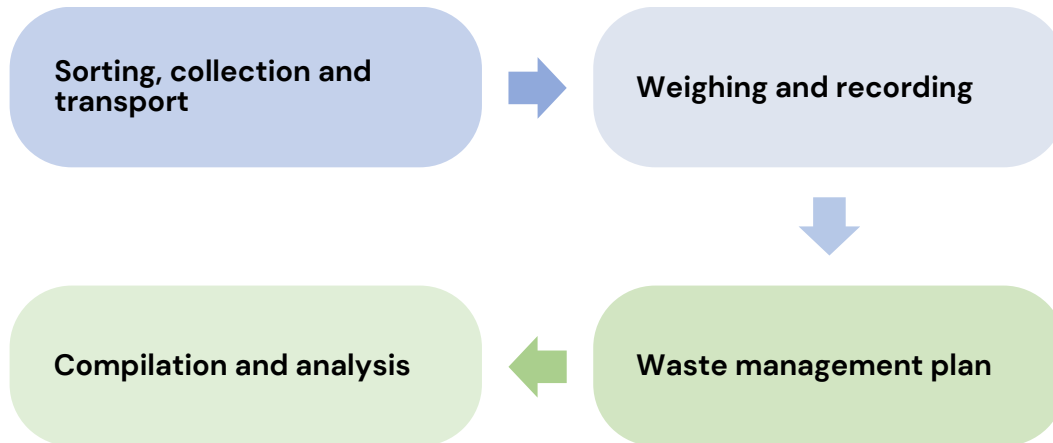 Sorting, collection and
transport
Weighing and recording
Waste management plan
Compilation and analysis